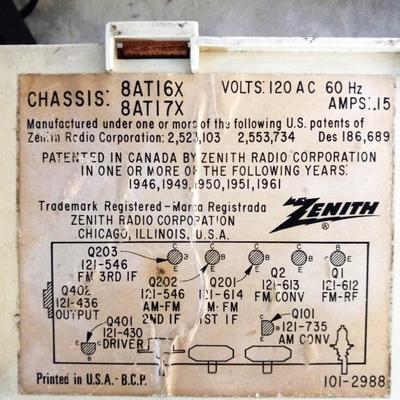 CHASSIS: 8AT16X VOLTS: 120 AC 60 Hz
8AT17X AMPS: .15
Manufactured under one or more of the following U.S. patents of
Zenith Radio Corporation: 2,523,103 2,553,734 Des 186,689
PATENTED IN CANADA BY ZENITH RADIO CORPORATION
IN ONE OR MORE OF THE FOLLOWING YEARS:
1946,1949,1950,1951,1961
Trademark Registered - Marca Registrada
ZENITH RADIO CORPORATION
CHICAGO, ILLINOIS, U.S.A.
ZENITH ®
Q203
121-546
FM 3RD IF
C
3
E
Q202
121-546
AM-FM
2ND IF
C
B
E
Q201
121-614
M-FM
1ST IF
C
B
E
Q2
121-613
FM CONV
C
B
E
Q1
121-612
FM-RF
C
B
E
Q402
121-436
OUTPUT
Q401
121-430
DRIVER
B
C
E
Q101
121-735
AM CONV
C
B
E
Printed in U.S.A. - B.C.P. 101-2988